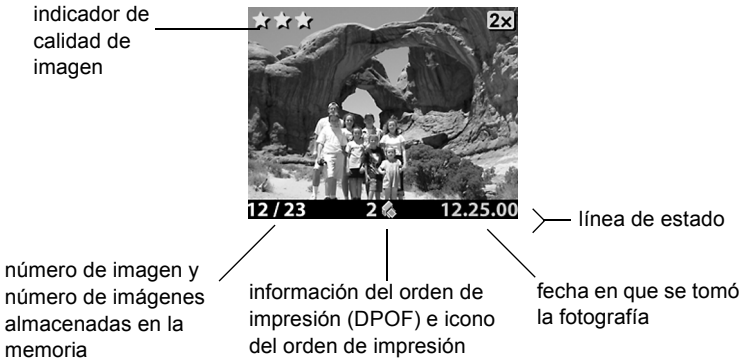 indicador de
calidad de
imagen
2x
12 / 23
2
12.25.00
línea de estado
número de imagen y
número de imágenes
almacenadas en la
memoria
información del orden de
impresión (DPOF) e icono
del orden de impresión
fecha en que se tomó
la fotografía